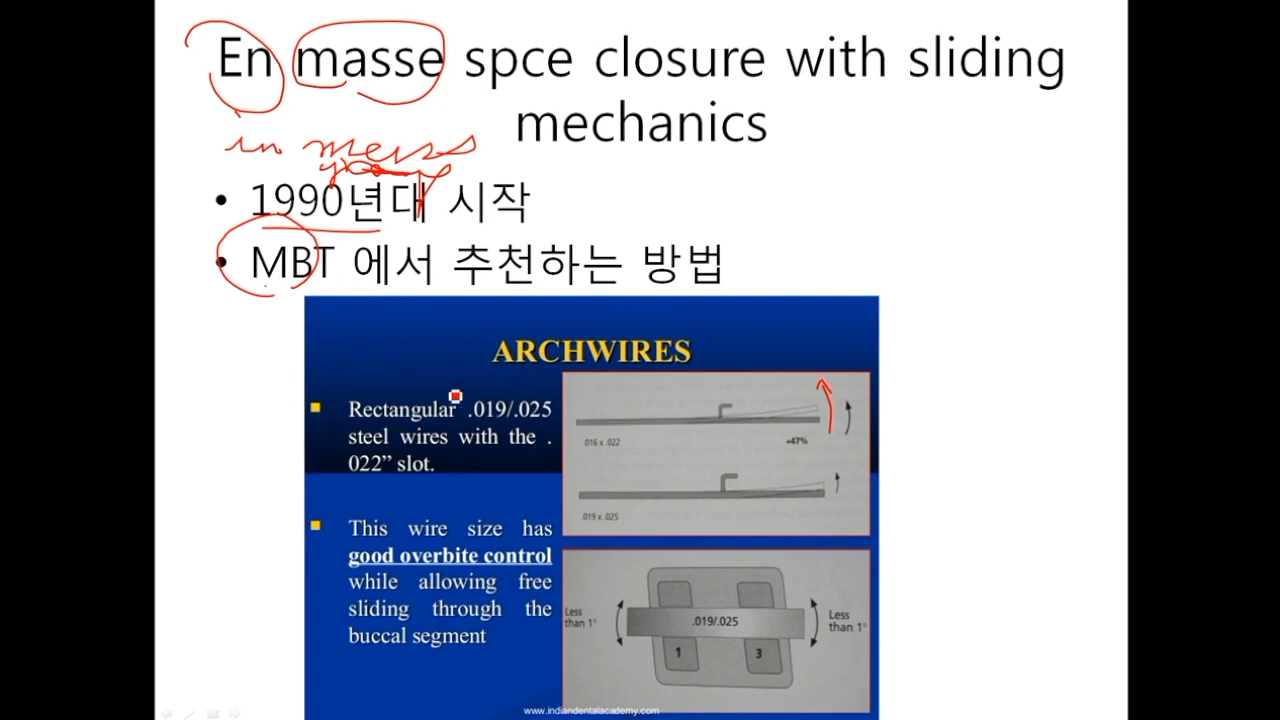 En masse spce closure with sliding
mechanics
in mass
• 1990년대 시작
• MBT 에서 추천하는 방법
ARCHWIRES
Rectangular .019/.025
steel wires with the .
022” slot.
This wire size has
good overbite control
while allowing free
sliding through the
buccal segment
.016 x .022
+47%
.019 x .025
Less
than 1°
.019/.025
Less
than 1°
1
3
www.indiandentalacademy.com